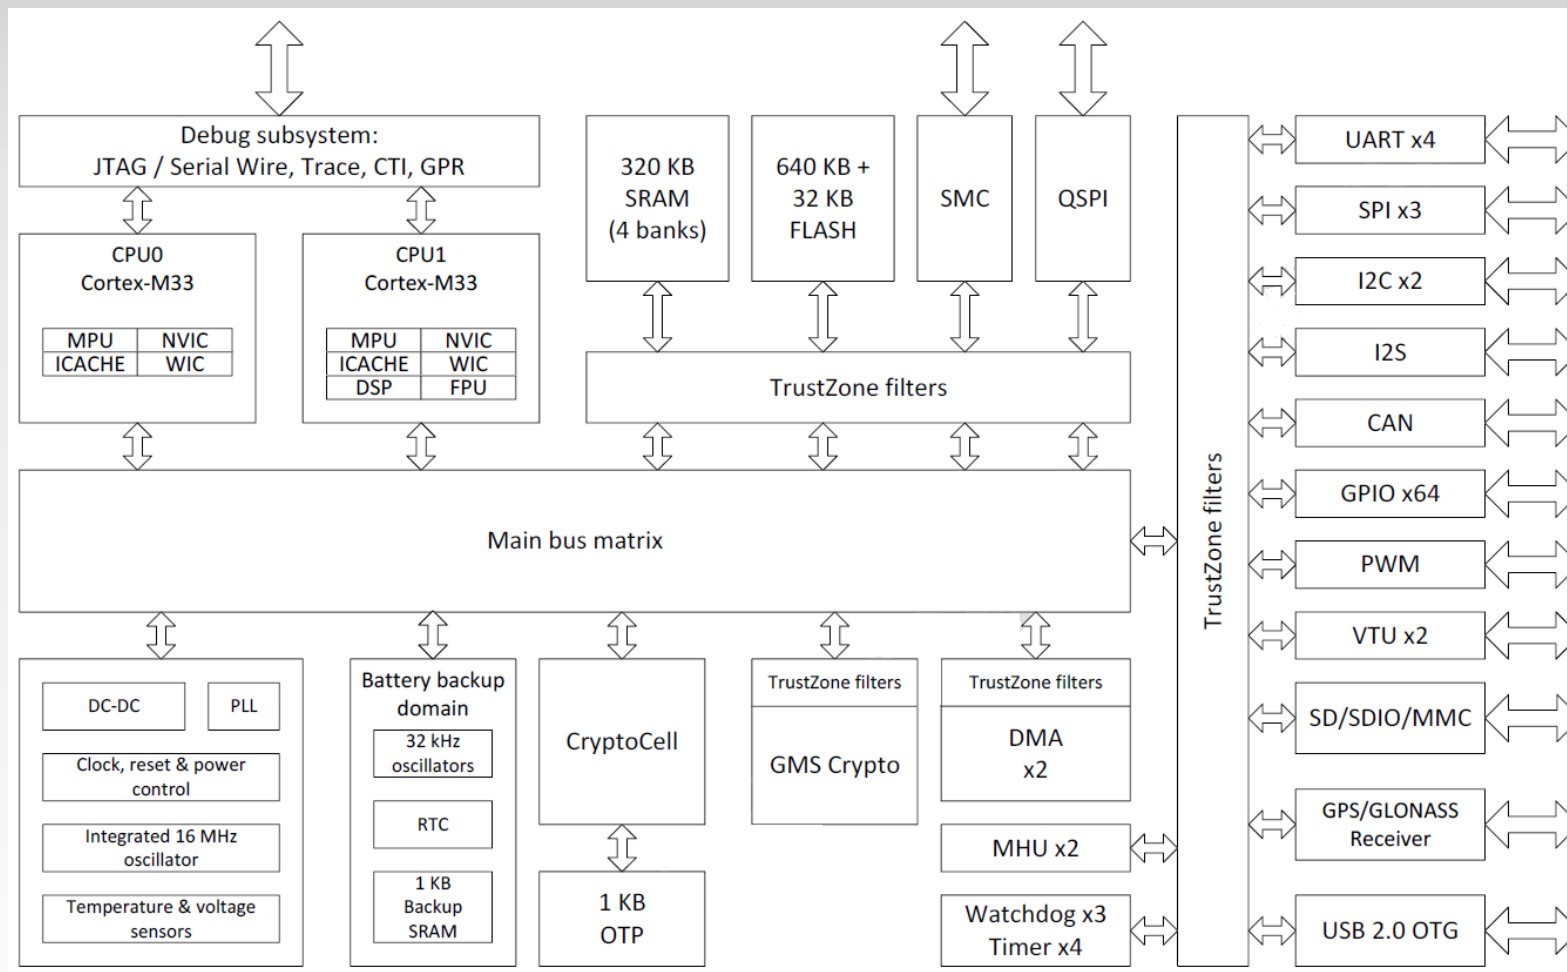 Debug subsystem:
JTAG / Serial Wire, Trace, CTI, GPR
CPU0
Cortex-M33
MPU NVIC
ICACHE WIC
CPU1
Cortex-M33
MPU NVIC
ICACHE WIC
DSP FPU
320 KB
SRAM
(4 banks)
640 KB +
32 KB
FLASH
SMC
QSPI
TrustZone filters
Main bus matrix
DC-DC PLL
Clock, reset & power
control
Integrated 16 MHz
oscillator
Temperature & voltage
sensors
Battery backup
domain
32 kHz
oscillators
RTC
1 KB
Backup
SRAM
CryptoCell
1 KB
OTP
TrustZone filters
GMS Crypto
TrustZone filters
DMA
x2
MHU x2
Watchdog x3
Timer x4
TrustZone filters
UART x4
SPI x3
I2C x2
I2S
CAN
GPIO x64
PWM
VTU x2
SD/SDIO/MMC
GPS/GLONASS
Receiver
USB 2.0 OTG